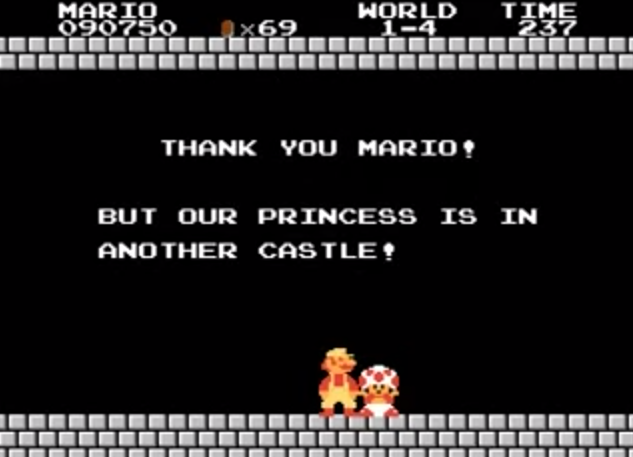 MARIO WORLD TIME
090750 ×69 1-4 237
THANK YOU MARIO!
BUT OUR PRINCESS IS IN
ANOTHER CASTLE!